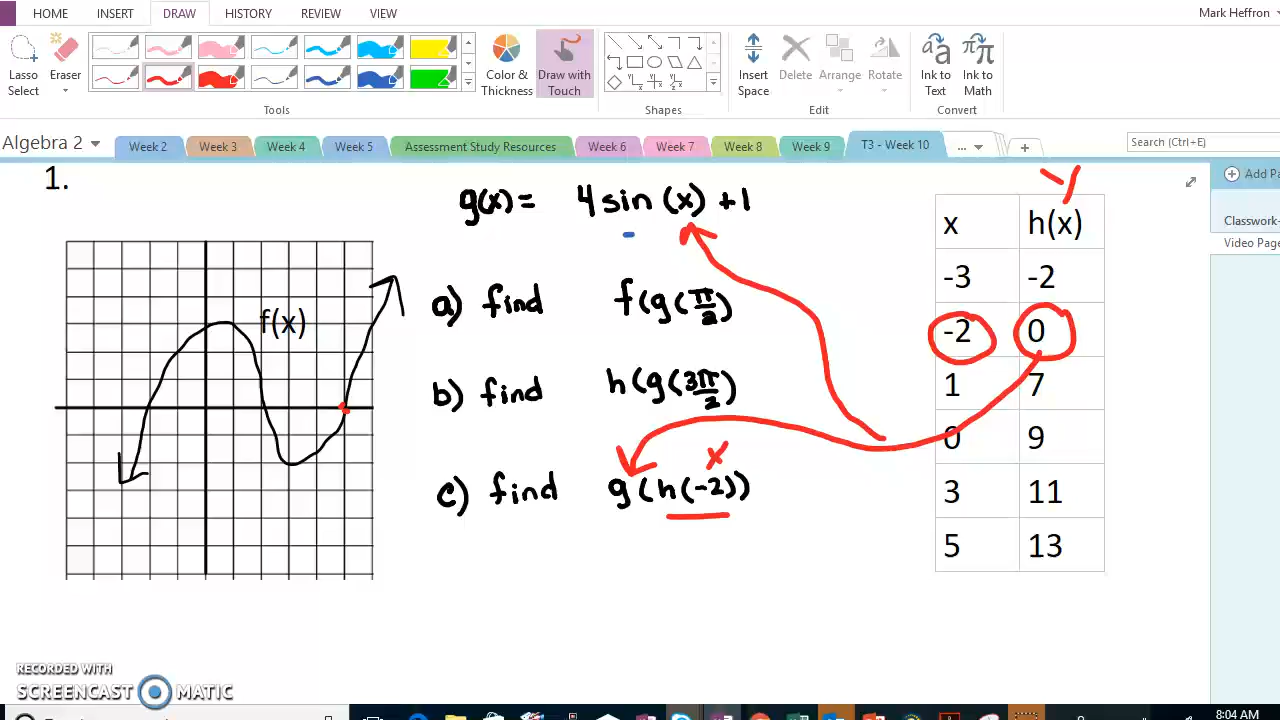 HOME INSERT DRAW HISTORY REVIEW VIEW Mark Heffron
Lasso Select
Eraser
Color & Thickness
Draw with Touch
Insert Space
Delete
Arrange
Rotate
Ink to Text
Ink to Math
Tools Shapes Edit Convert
Algebra 2 Week 2 Week 3 Week 4 Week 5 Assessment Study Resources Week 6 Week 7 Week 8 Week 9 T3 - Week 10 ... Search (Ctrl+E)
Add Pa
Classwork-
Video Page
1.
g(x) = 4 sin (x) + 1
f(x)
a) find f(g(π/2)
b) find h(g(3π/2)
x
c) find g(h(-2))
y
x h(x)
-3 -2
-2 0
1 7
0 9
3 11
5 13
RECORDED WITH
SCREENCAST MATIC
8:04 AM